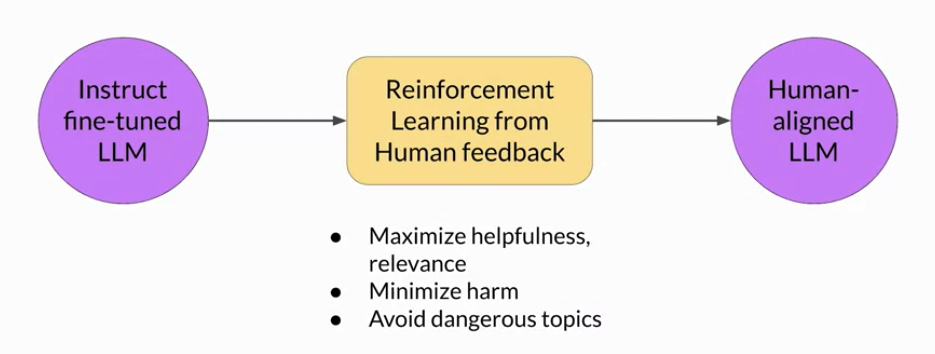 Instruct
fine-tuned
LLM
Reinforcement
Learning from
Human feedback
Human-
aligned
LLM
● Maximize helpfulness,
relevance
● Minimize harm
● Avoid dangerous topics